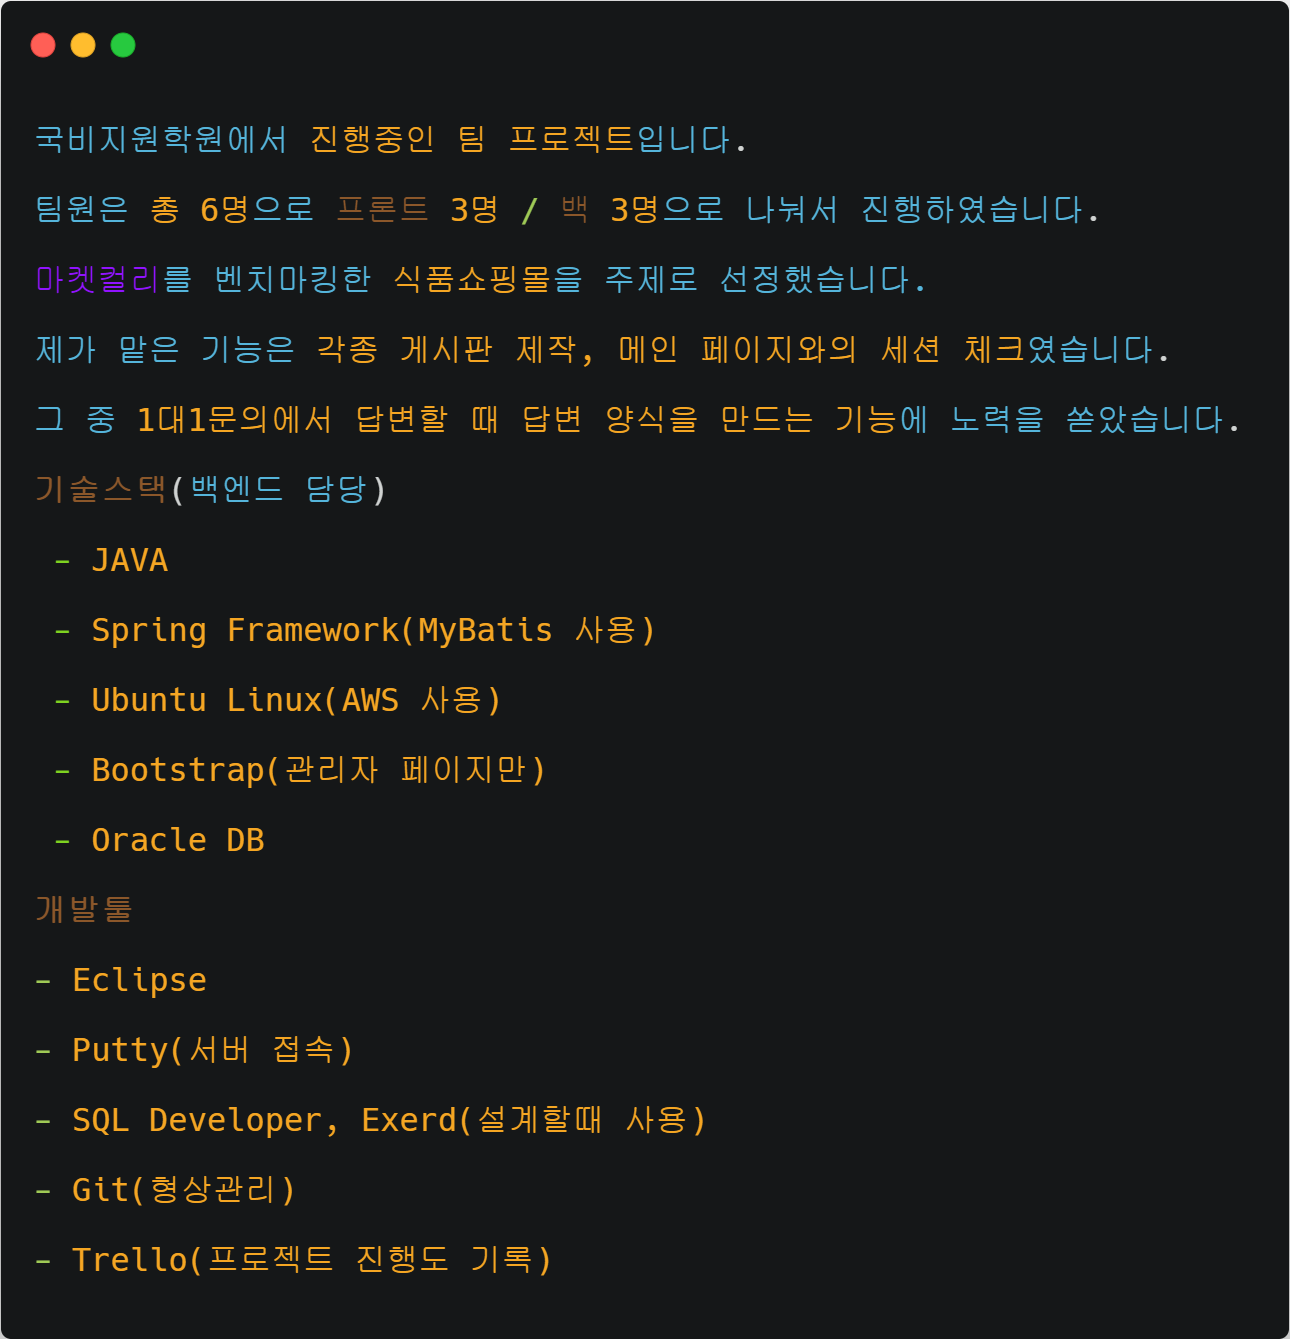 국비지원학원에서 진행중인 팀 프로젝트입니다.
팀원은 총 6명으로 프론트 3명 / 백 3명으로 나눠서 진행하였습니다.
마켓컬리를 벤치마킹한 식품쇼핑몰을 주제로 선정했습니다.
제가 맡은 기능은 각종 게시판 제작, 메인 페이지와의 세션 체크였습니다.
그 중 1대1문의에서 답변할 때 답변 양식을 만드는 기능에 노력을 쏟았습니다.
기술스택(백엔드 담당)
- JAVA
- Spring Framework(MyBatis 사용)
- Ubuntu Linux(AWS 사용)
- Bootstrap(관리자 페이지만)
- Oracle DB
개발툴
- Eclipse
- Putty(서버 접속)
- SQL Developer, Exerd(설계할때 사용)
- Git(형상관리)
- Trello(프로젝트 진행도 기록)